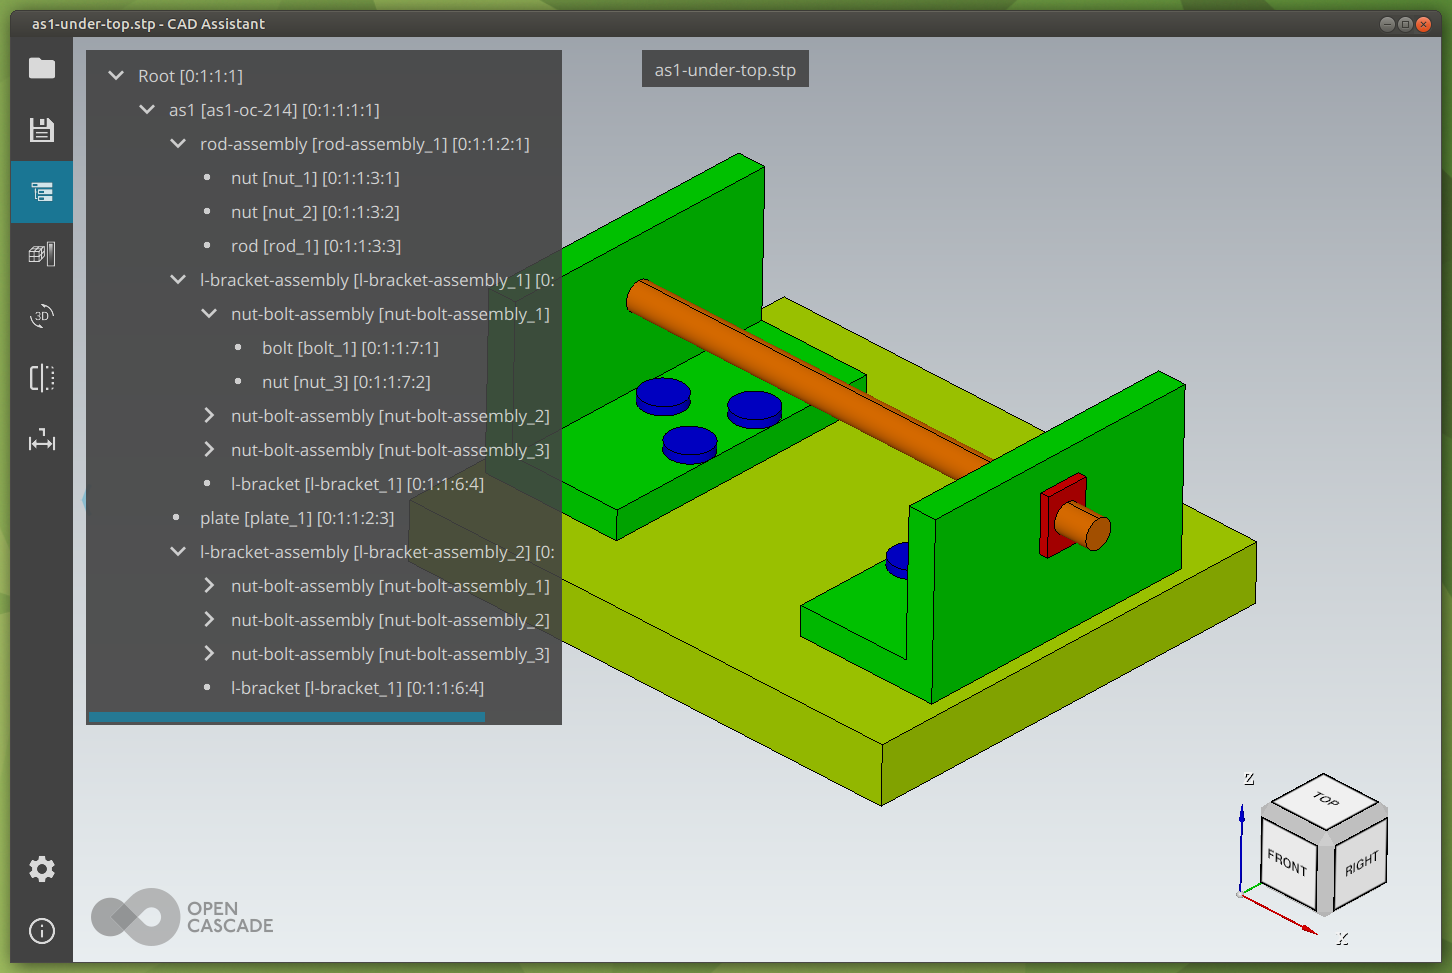 as1-under-top.stp - CAD Assistant
as1-under-top.stp
Root [0:1:1:1]
as1 [as1-oc-214] [0:1:1:1:1]
rod-assembly [rod-assembly_1] [0:1:1:2:1]
nut [nut_1] [0:1:1:3:1]
nut [nut_2] [0:1:1:3:2]
rod [rod_1] [0:1:1:3:3]
l-bracket-assembly [l-bracket-assembly_1] [0:
nut-bolt-assembly [nut-bolt-assembly_1]
bolt [bolt_1] [0:1:1:7:1]
nut [nut_3] [0:1:1:7:2]
nut-bolt-assembly [nut-bolt-assembly_2]
nut-bolt-assembly [nut-bolt-assembly_3]
l-bracket [l-bracket_1] [0:1:1:6:4]
plate [plate_1] [0:1:1:2:3]
l-bracket-assembly [l-bracket-assembly_2] [0:
nut-bolt-assembly [nut-bolt-assembly_1]
nut-bolt-assembly [nut-bolt-assembly_2]
nut-bolt-assembly [nut-bolt-assembly_3]
l-bracket [l-bracket_1] [0:1:1:6:4]
3D
Z
TOP
FRONT
RIGHT
X
OPEN
CASCADE